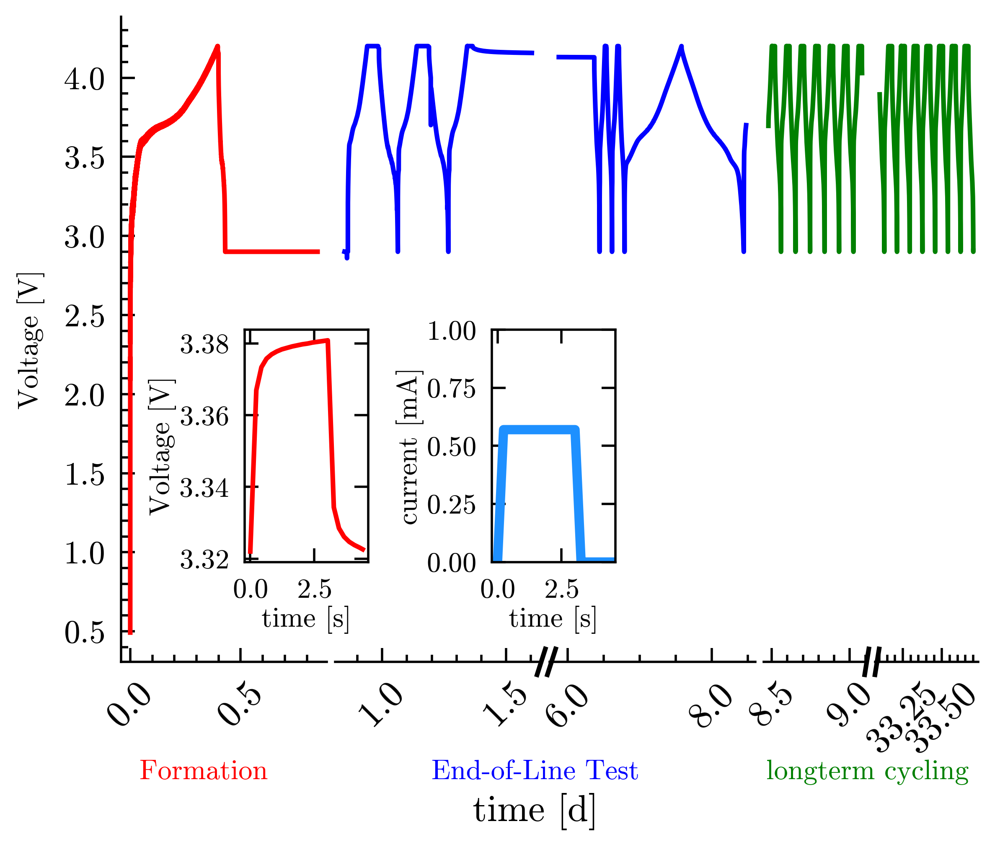 Voltage [V]
4.0
3.5
3.0
2.5
2.0
1.5
1.0
0.5
Voltage [V]
3.38
3.36
3.34
3.32
0.0 2.5
time [s]
current [mA]
1.00
0.75
0.50
0.25
0.00
0.0 2.5
time [s]
0.0 0.5 1.0 1.5 6.0 8.0 8.5 9.0 33.25 33.50
Formation End-of-Line Test longterm cycling
time [d]